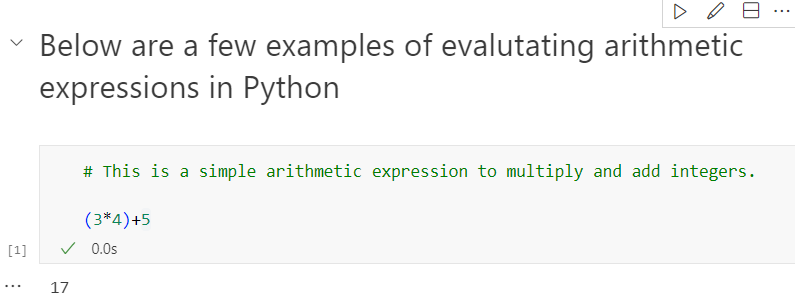 Below are a few examples of evalutating arithmetic
expressions in Python
# This is a simple arithmetic expression to multiply and add integers.
(3*4)+5
[1]
0.0s
17